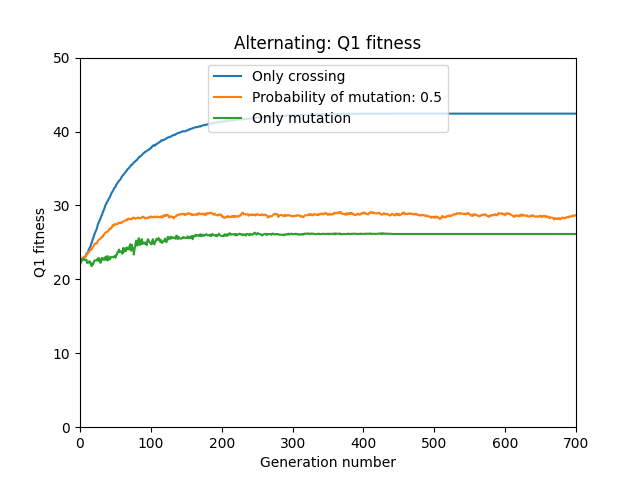 Alternating: Q1 fitness
Only crossing
Probability of mutation: 0.5
Only mutation
50
40
30
20
10
0
Q1 fitness
0 100 200 300 400 500 600 700
Generation number